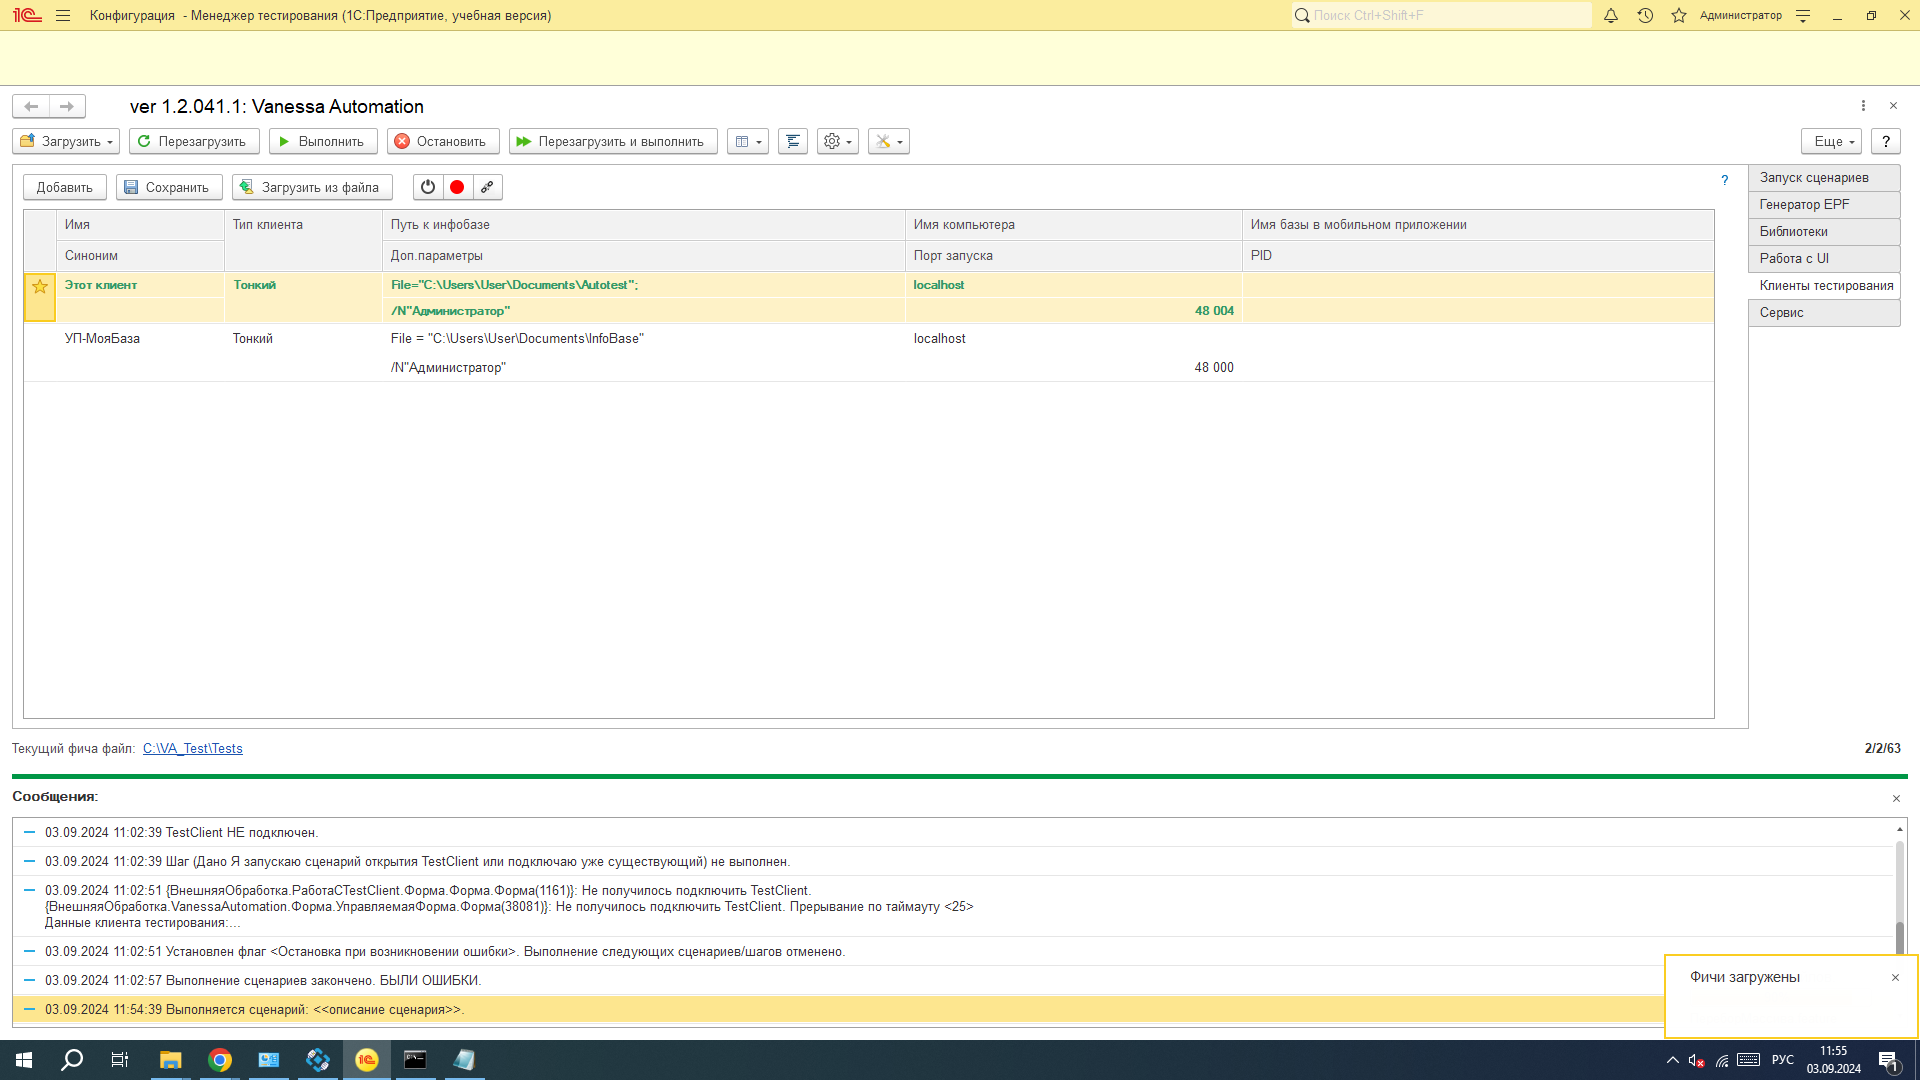 Конфигурация - Менеджер тестирования (1С:Предприятие, учебная версия)
Поиск Ctrl+Shift+F
Администратор
ver 1.2.041.1: Vanessa Automation
Загрузить
Перезагрузить
Выполнить
Остановить
Перезагрузить и выполнить
Еще
?
Добавить
Сохранить
Загрузить из файла
?
Запуск сценариев
Генератор EPF
Библиотеки
Работа с UI
Клиенты тестирования
Сервис
Имя
Тип клиента
Путь к инфобазе
Имя компьютера
Имя базы в мобильном приложении
Синоним
Доп.параметры
Порт запуска
PID
Этот клиент
Тонкий
File="C:\Users\User\Documents\Autotest";
localhost
/N"Администратор"
48 004
УП-МояБаза
Тонкий
File = "C:\Users\User\Documents\InfoBase"
localhost
/N"Администратор"
48 000
Текущий фича файл: C:\VA_Test\Tests
2/2/63
Сообщения:
03.09.2024 11:02:39 TestClient НЕ подключен.
03.09.2024 11:02:39 Шаг (Дано Я запускаю сценарий открытия TestClient или подключаю уже существующий) не выполнен.
03.09.2024 11:02:51 {ВнешняяОбработка.РаботаСTestClient.Форма.Форма.Форма(1161)}: Не получилось подключить TestClient.
{ВнешняяОбработка.VanessaAutomation.Форма.УправляемаяФорма.Форма(38081)}: Не получилось подключить TestClient. Прерывание по таймауту <25>
Данные клиента тестирования:...
03.09.2024 11:02:51 Установлен флаг <Остановка при возникновении ошибки>. Выполнение следующих сценариев/шагов отменено.
03.09.2024 11:02:57 Выполнение сценариев закончено. БЫЛИ ОШИБКИ.
03.09.2024 11:54:39 Выполняется сценарий: <<описание сценария>>.
Фичи загружены
РУС
11:55
03.09.2024
1